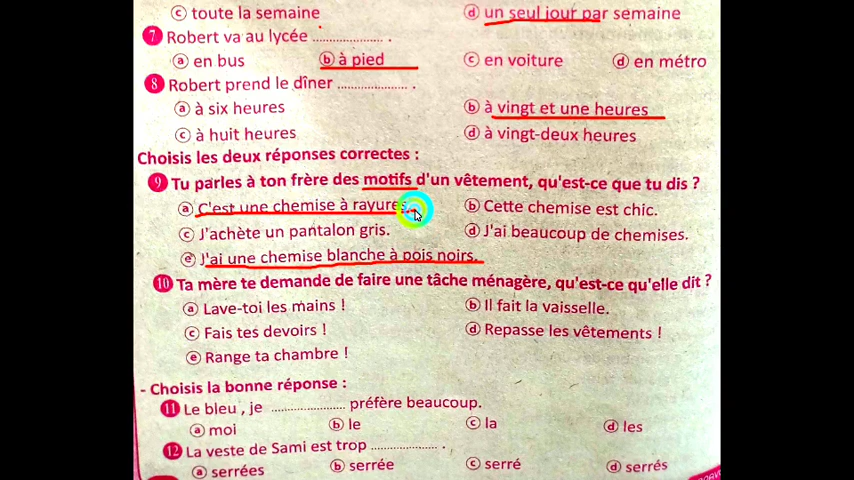 ⓒ toute la semaine ⓓ un seul jour par semaine
7 Robert va au lycée .................. .
ⓐ en bus ⓑ à pied ⓒ en voiture ⓓ en métro
8 Robert prend le dîner .................. .
ⓐ à six heures ⓑ à vingt et une heures
ⓒ à huit heures ⓓ à vingt-deux heures
Choisis les deux réponses correctes :
9 Tu parles à ton frère des motifs d'un vêtement, qu'est-ce que tu dis ?
ⓐ C'est une chemise à rayures. ⓑ Cette chemise est chic.
ⓒ J'achète un pantalon gris. ⓓ J'ai beaucoup de chemises.
ⓔ J'ai une chemise blanche à pois noirs.
10 Ta mère te demande de faire une tâche ménagère, qu'est-ce qu'elle dit ?
ⓐ Lave-toi les mains ! ⓑ Il fait la vaisselle.
ⓒ Fais tes devoirs ! ⓓ Repasse les vêtements !
ⓔ Range ta chambre !
- Choisis la bonne réponse :
11 Le bleu , je .................. préfère beaucoup.
ⓐ moi ⓑ le ⓒ la ⓓ les
12 La veste de Sami est trop .................. .
ⓐ serrées ⓑ serrée ⓒ serré ⓓ serrés